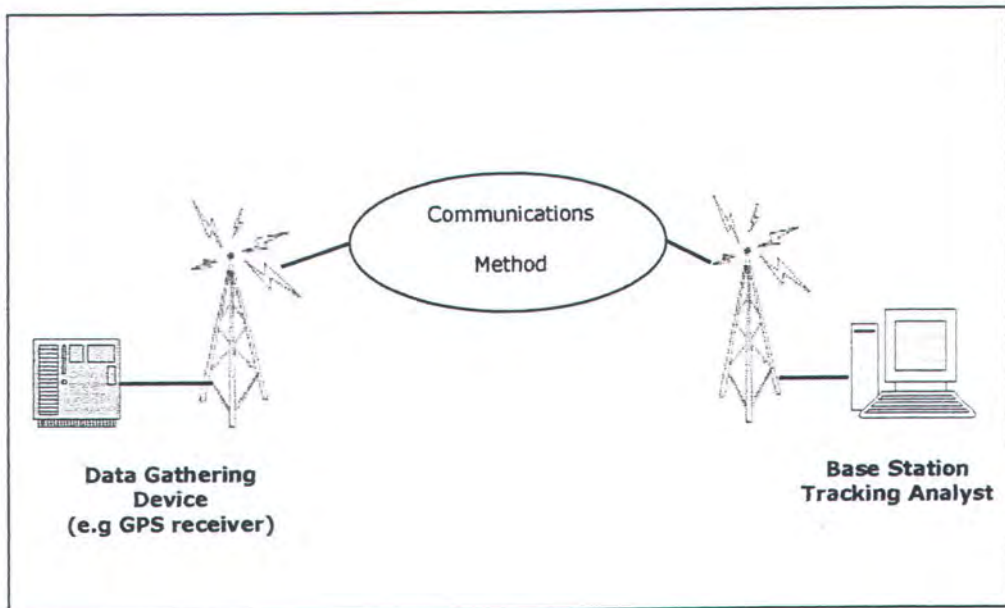 Communications
Method
Data Gathering
Device
(e.g GPS receiver)
Base Station
Tracking Analyst